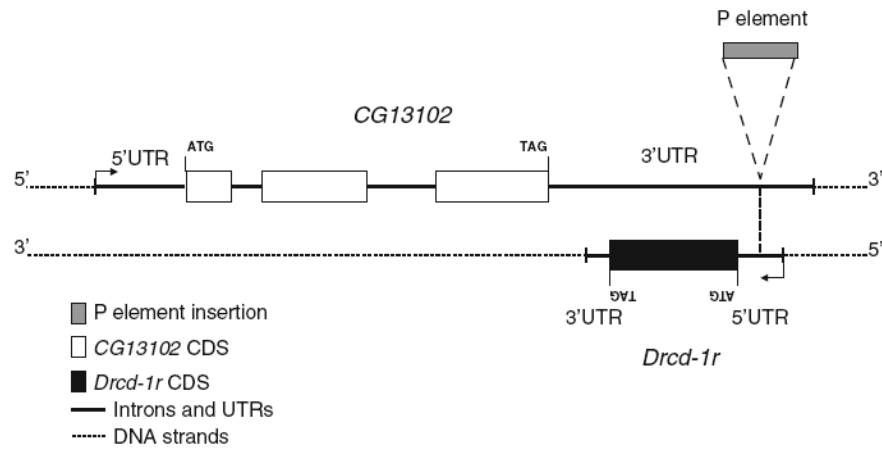 P element
CG13102
5'UTR
ATG
TAG
3'UTR
5'
3'
3'
5'
TAG
ATG
3'UTR
5'UTR
Drcd-1r
P element insertion
CG13102 CDS
Drcd-1r CDS
Introns and UTRs
DNA strands